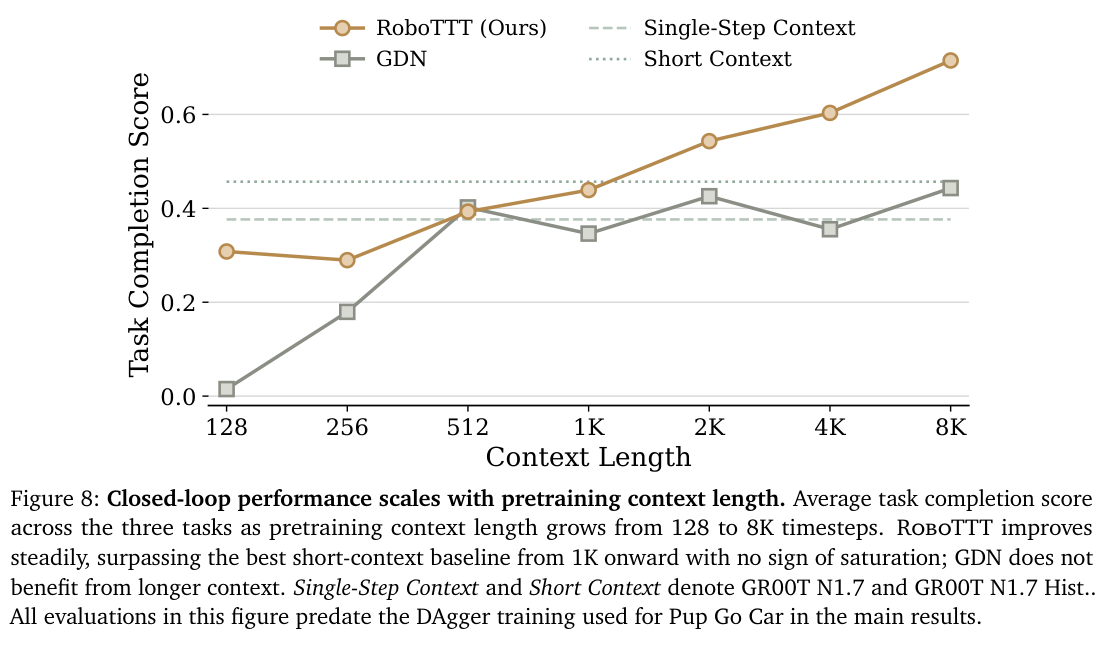 RoboTTT (Ours)
GDN
Single-Step Context
Short Context
Task Completion Score
0.6
0.4
0.2
0.0
128 256 512 1K 2K 4K 8K
Context Length
Figure 8: Closed-loop performance scales with pretraining context length. Average task completion score
across the three tasks as pretraining context length grows from 128 to 8K timesteps. RoboTTT improves
steadily, surpassing the best short-context baseline from 1K onward with no sign of saturation; GDN does not
benefit from longer context. Single-Step Context and Short Context denote GR00T N1.7 and GR00T N1.7 Hist..
All evaluations in this figure predate the DAgger training used for Pup Go Car in the main results.